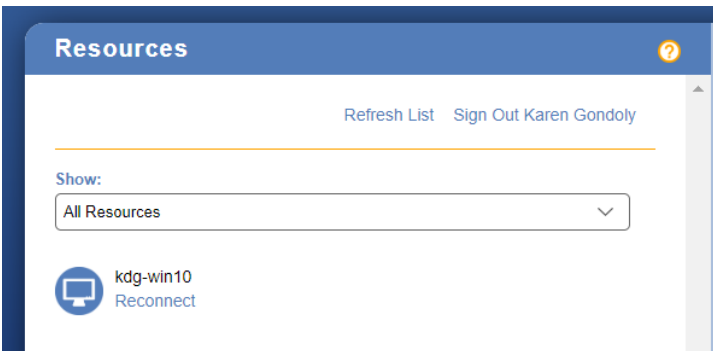 Resources
?
Refresh List Sign Out Karen Gondoly
Show:
All Resources
kdg-win10
Reconnect